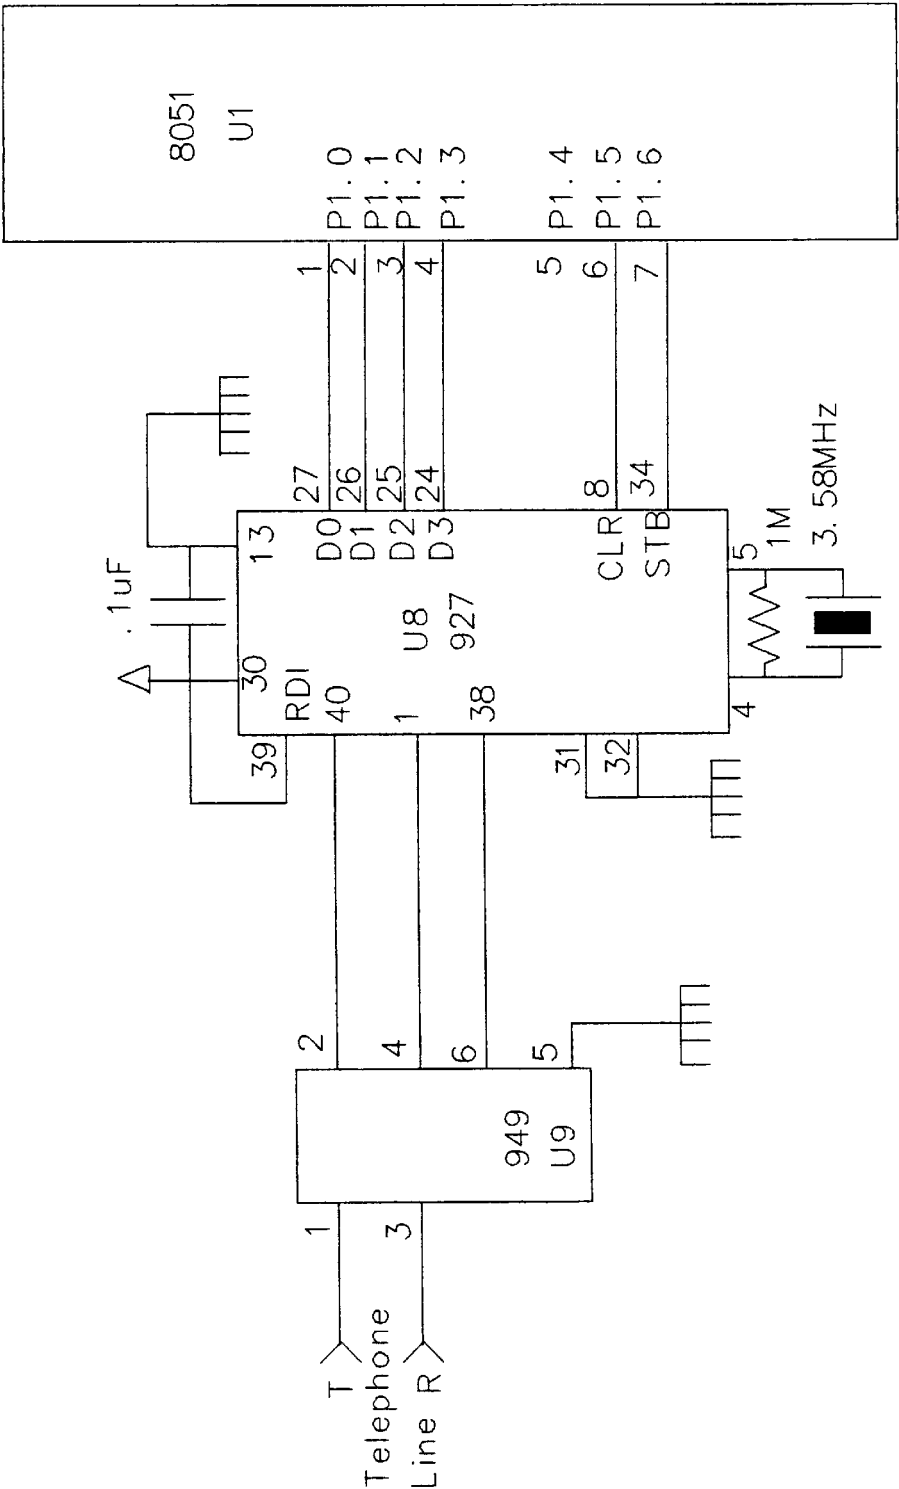 8051
U1
P1.0
P1.1
P1.2
P1.3
P1.4
P1.5
P1.6
1
2
3
4
5
6
7
27
26
25
24
8
34
D0
D1
D2
D3
CLR
STB
13
.1uF
30
RDI
39
40
1
38
U8
927
31
32
5
1M
3.58MHz
4
2
4
6
5
949
U9
1
3
T
Telephone
Line R